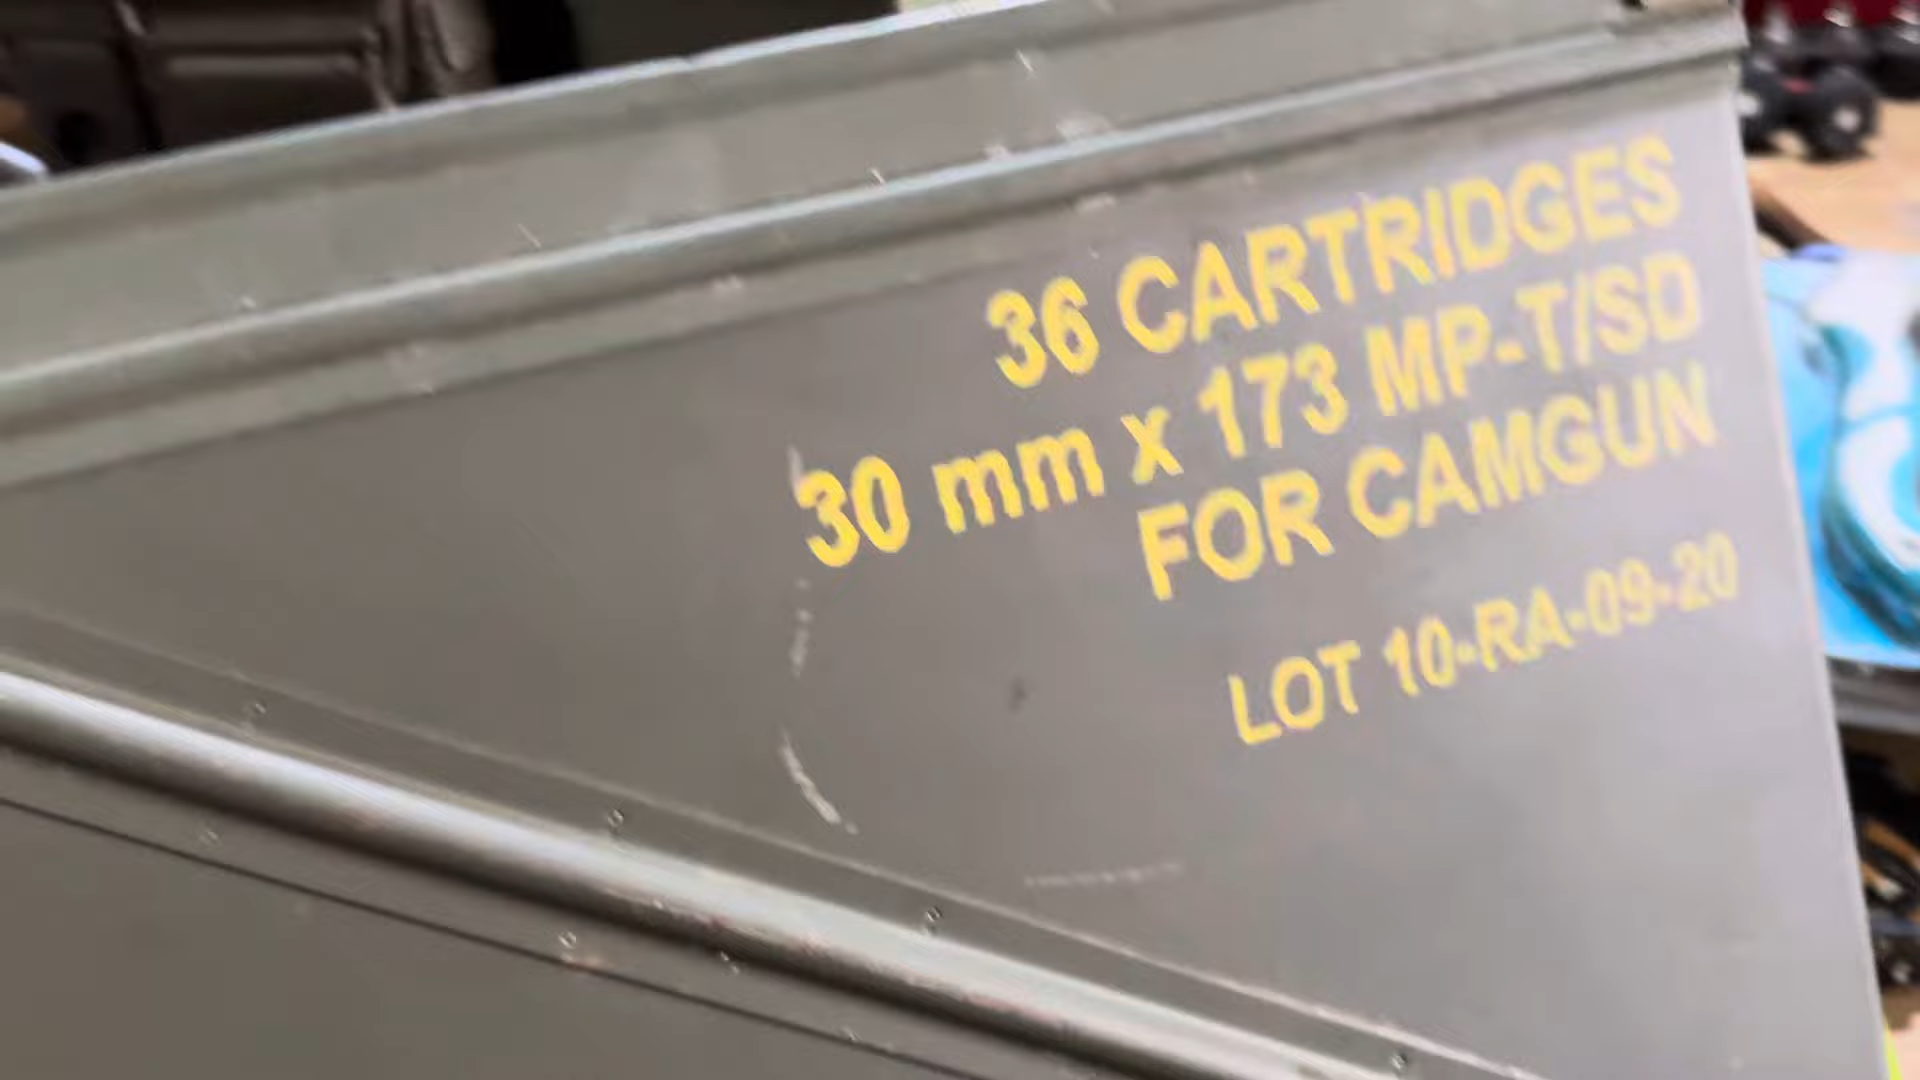 36 CARTRIDGES
30 mm x 173 MP-T/SD
FOR CAMGUN
LOT 10-RA-09-20